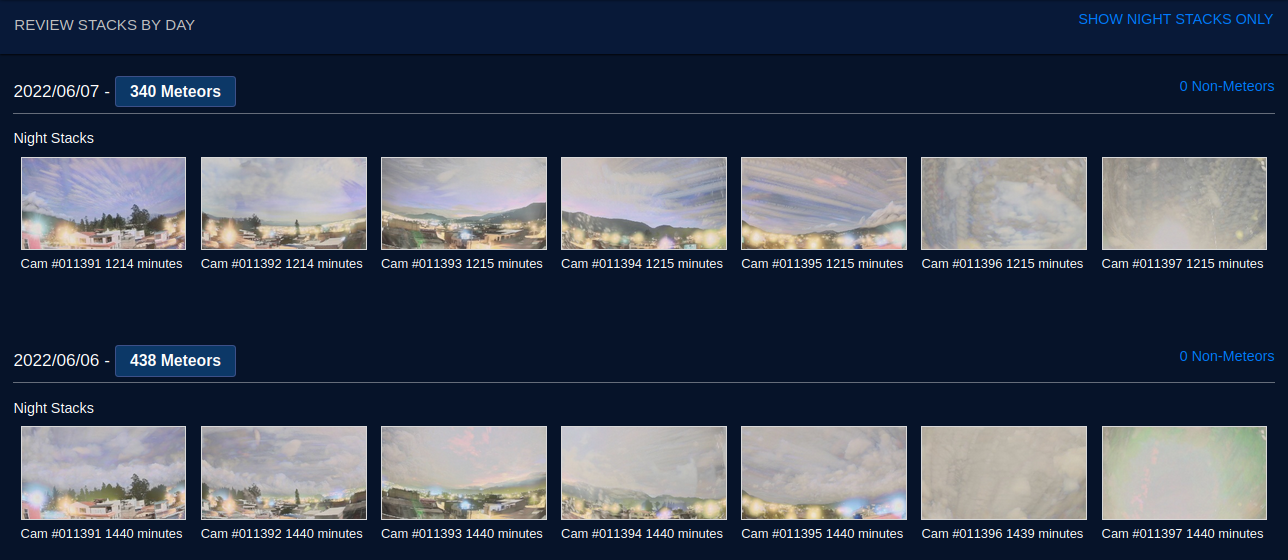 REVIEW STACKS BY DAY
SHOW NIGHT STACKS ONLY
2022/06/07 - 340 Meteors
0 Non-Meteors
Night Stacks
Cam #011391 1214 minutes Cam #011392 1214 minutes Cam #011393 1215 minutes Cam #011394 1215 minutes Cam #011395 1215 minutes Cam #011396 1215 minutes Cam #011397 1215 minutes
2022/06/06 - 438 Meteors
0 Non-Meteors
Night Stacks
Cam #011391 1440 minutes Cam #011392 1440 minutes Cam #011393 1440 minutes Cam #011394 1440 minutes Cam #011395 1440 minutes Cam #011396 1439 minutes Cam #011397 1440 minutes